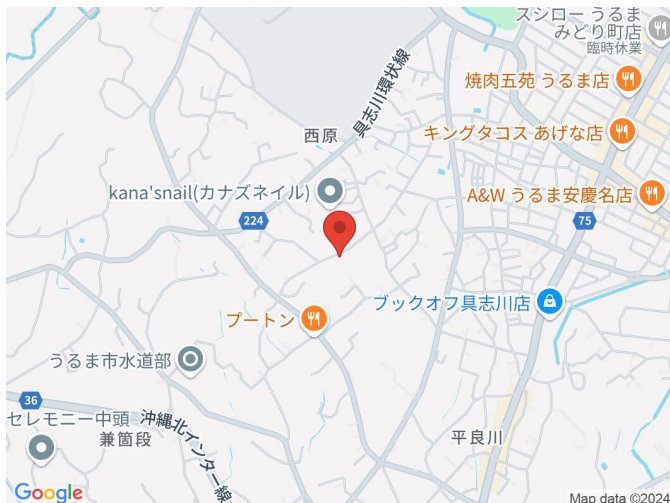 スシロー うるま
みどり町店
臨時休業
焼肉五苑 うるま店
具志川環状線
西原
キングタコス あげな店
kana'snail(カナズネイル)
A&W うるま安慶名店
224
75
ブックオフ具志川店
プートン
うるま市水道部
36
セレモニー中頭
兼箇段
沖縄北インター線
平良川
Google
Map data ©2024